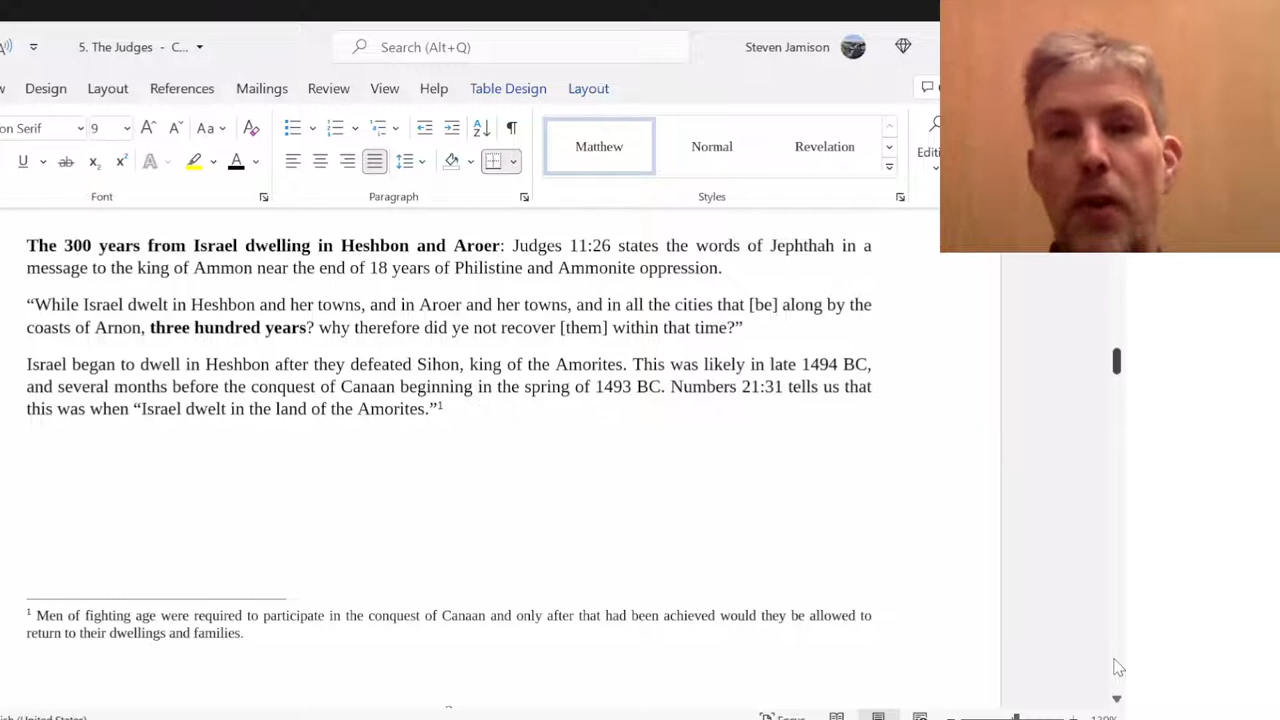 5. The Judges - C...
Search (Alt+Q)
Steven Jamison
Design
Layout
References
Mailings
Review
View
Help
Table Design
Layout
on Serif
9
Aa
Editi
Matthew
Normal
Revelation
Font
Paragraph
Styles
The 300 years from Israel dwelling in Heshbon and Aroer: Judges 11:26 states the words of Jephthah in a
message to the king of Ammon near the end of 18 years of Philistine and Ammonite oppression.
“While Israel dwelt in Heshbon and her towns, and in Aroer and her towns, and in all the cities that [be] along by the
coasts of Arnon, three hundred years? why therefore did ye not recover [them] within that time?”
Israel began to dwell in Heshbon after they defeated Sihon, king of the Amorites. This was likely in late 1494 BC,
and several months before the conquest of Canaan beginning in the spring of 1493 BC. Numbers 21:31 tells us that
this was when “Israel dwelt in the land of the Amorites.”1
1 Men of fighting age were required to participate in the conquest of Canaan and only after that had been achieved would they be allowed to
return to their dwellings and families.